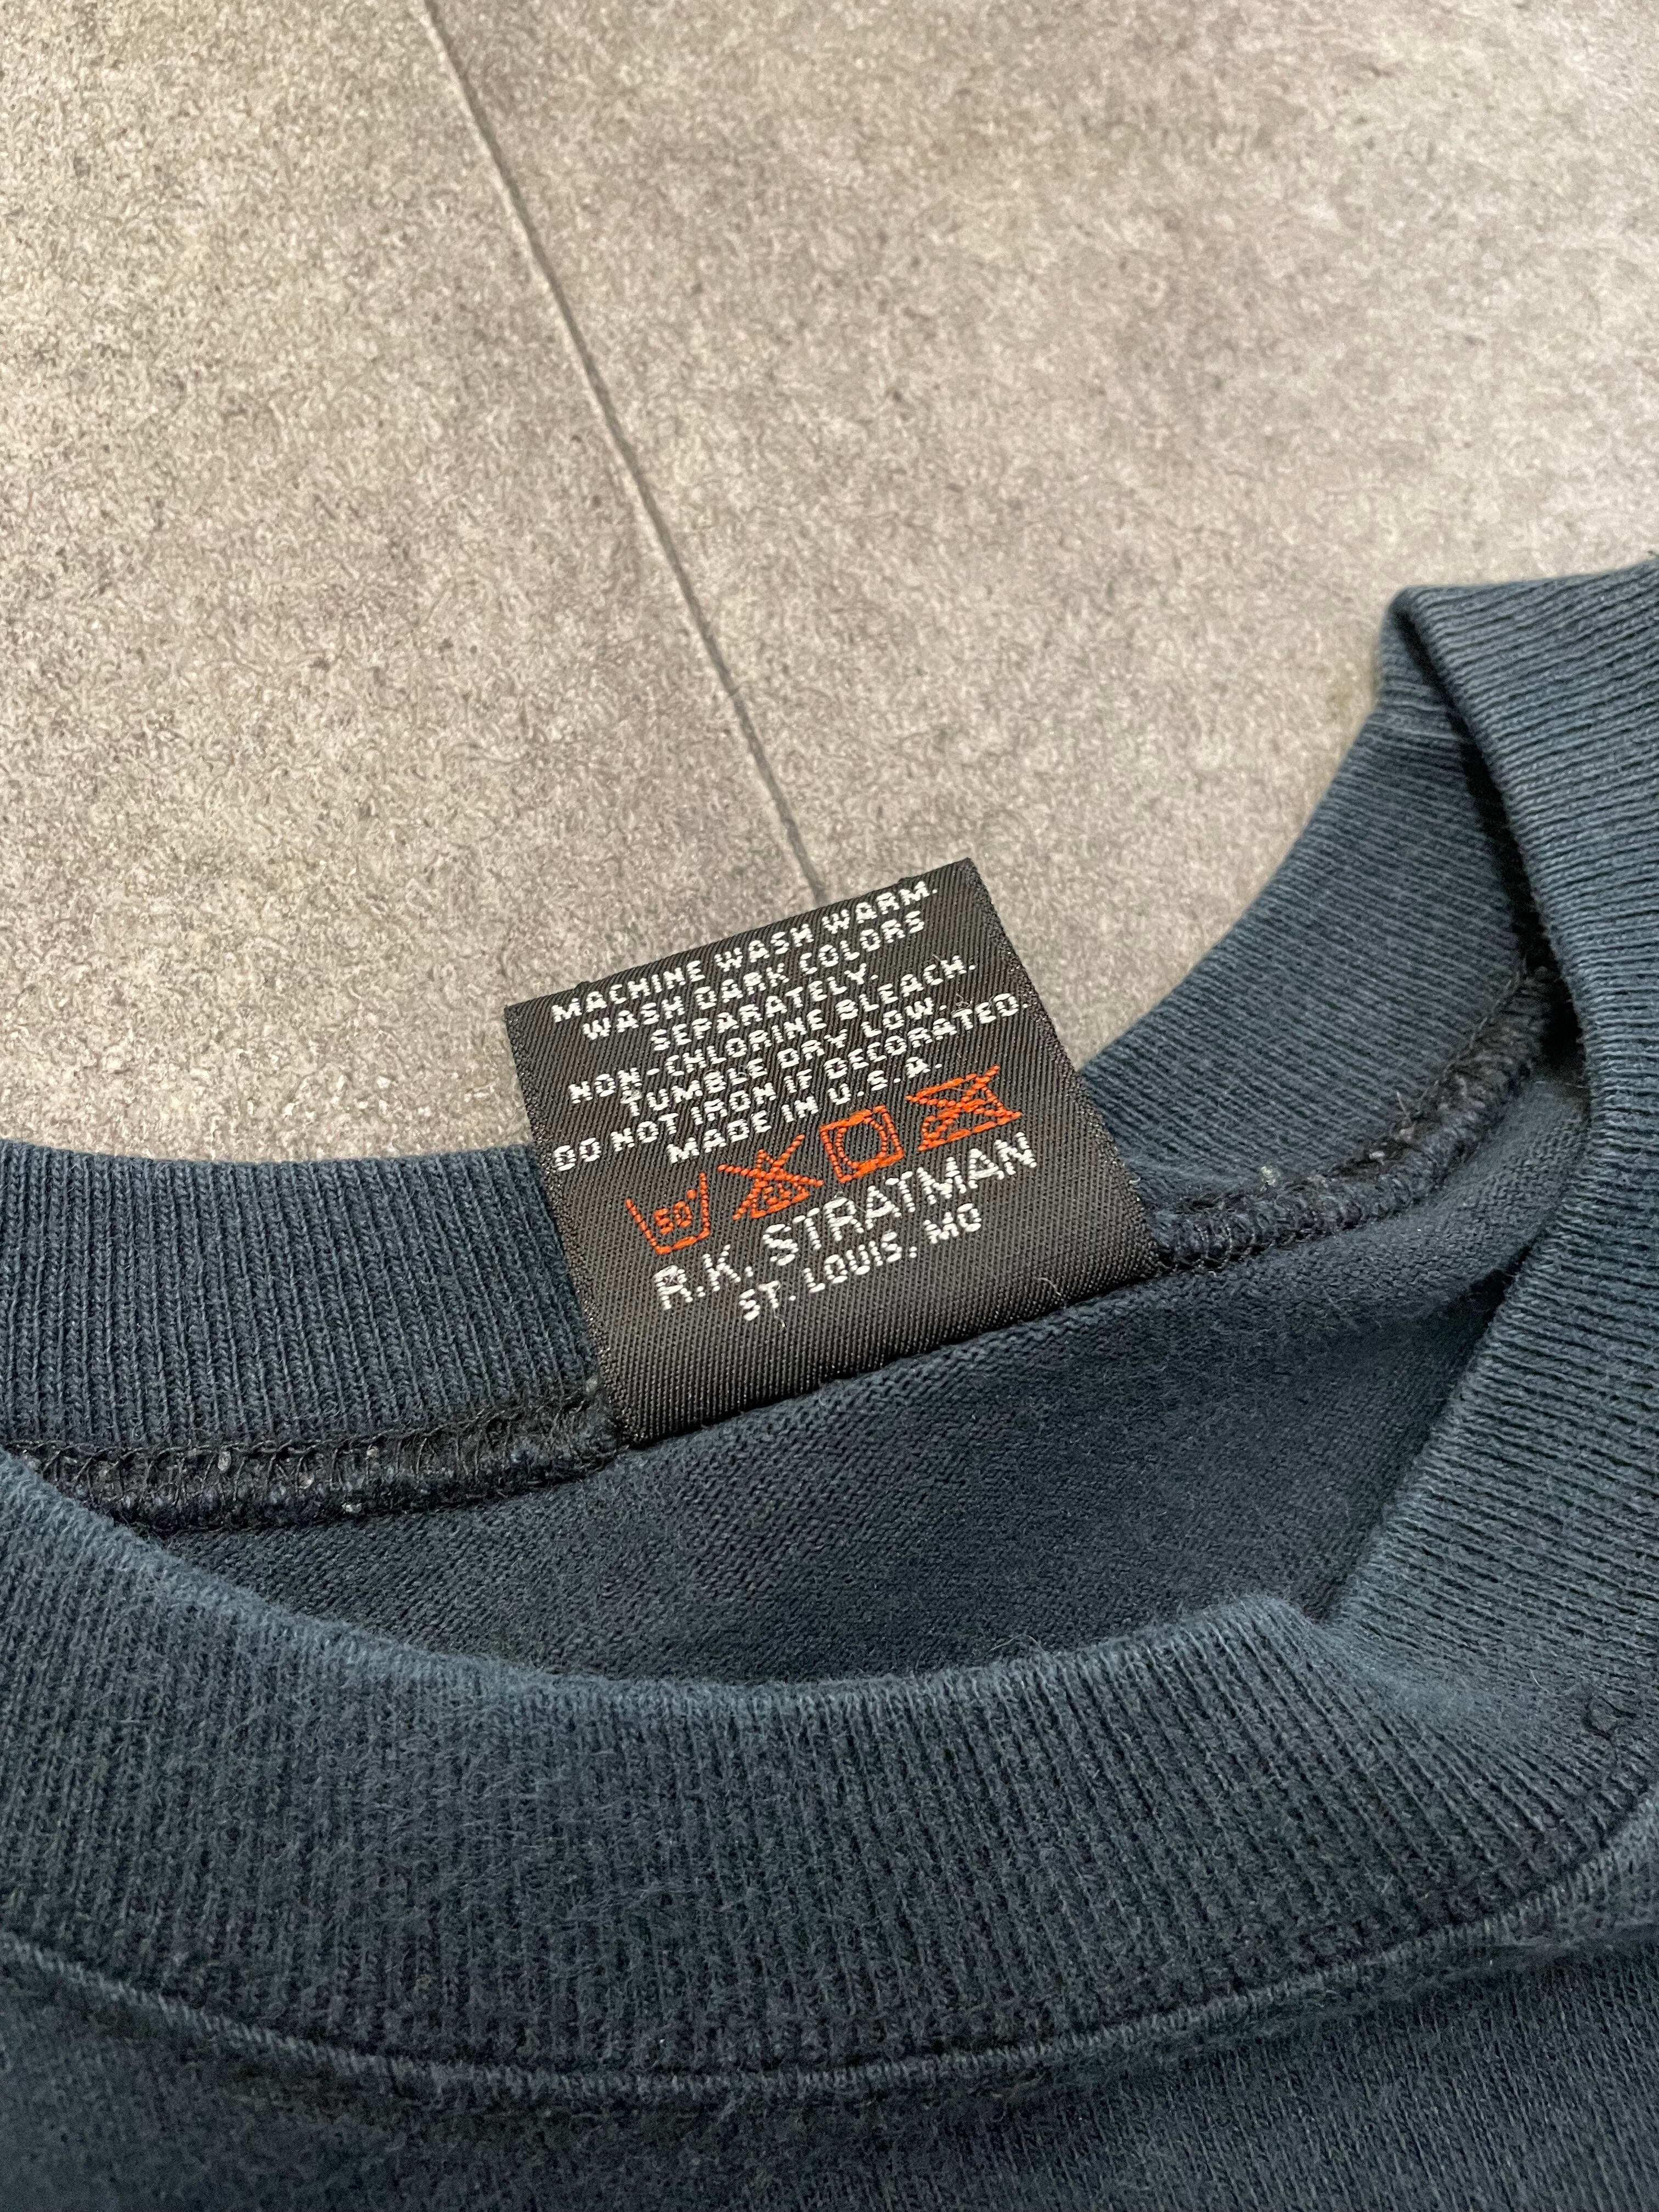 MACHINE WASH WARM.
WASH DARK COLORS
SEPARATELY.
NON-CHLORINE BLEACH.
TUMBLE DRY LOW.
DO NOT IRON IF DECORATED.
MADE IN U.S.A.
50
R.K. STRATMAN
ST. LOUIS, MO